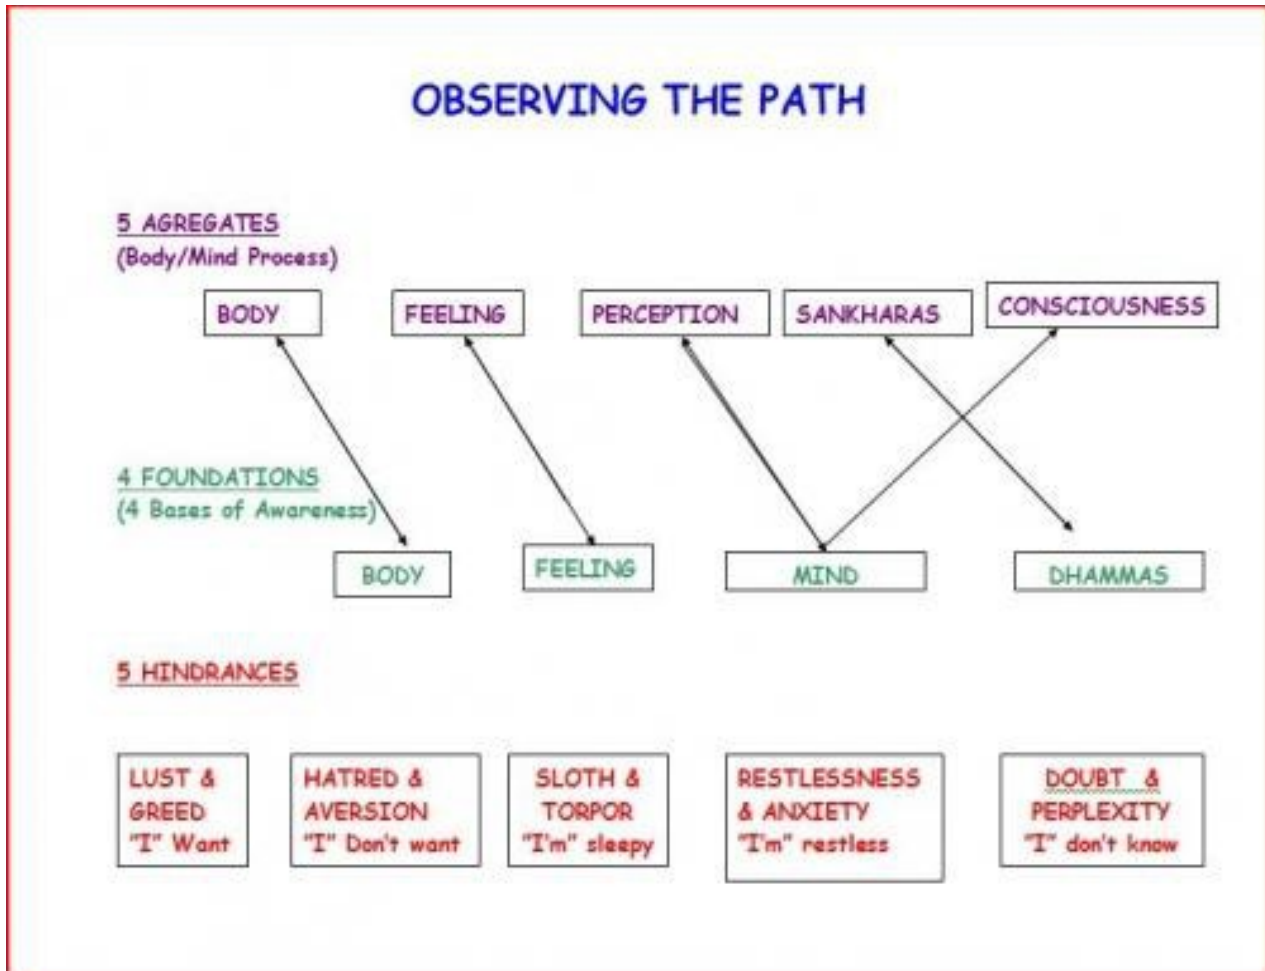 OBSERVING THE PATH
5 AGREGATES
(Body/Mind Process)
BODY
FEELING
PERCEPTION
SANKHARAS
CONSCIOUSNESS
4 FOUNDATIONS
(4 Bases of Awareness)
BODY
FEELING
MIND
DHAMMAS
5 HINDRANCES
LUST &
GREED
"I" Want
HATRED &
AVERSION
"I" Don't want
SLOTH &
TORPOR
"I'm" sleepy
RESTLESSNESS
& ANXIETY
"I'm" restless
DOUBT &
PERPLEXITY
"I" don't know